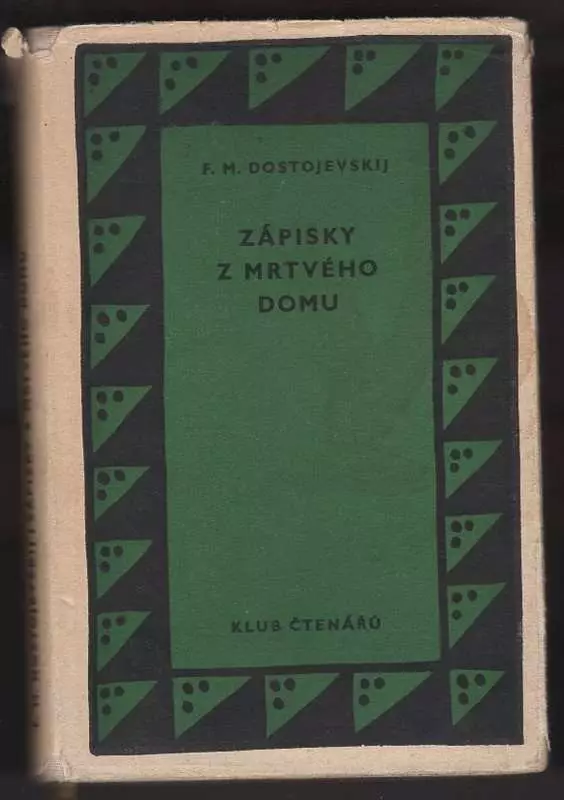 F. M. DOSTOJEVSKIJ
ZÁPISKY
Z MRTVÉHO
DOMU
KLUB ČTENÁŘŮ